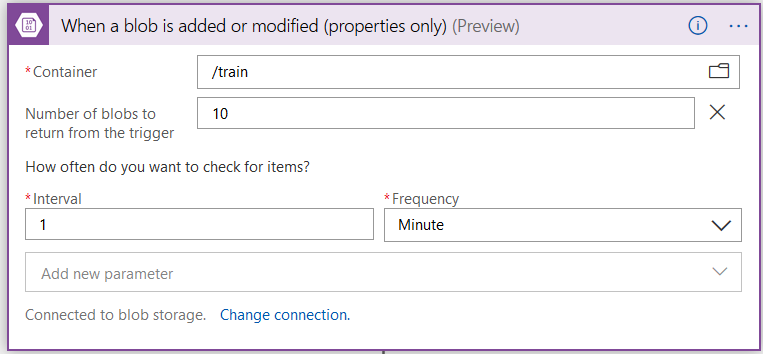 When a blob is added or modified (properties only) (Preview)
*Container
/train
Number of blobs to
return from the trigger
10
How often do you want to check for items?
*Interval
*Frequency
1
Minute
Add new parameter
Connected to blob storage. Change connection.